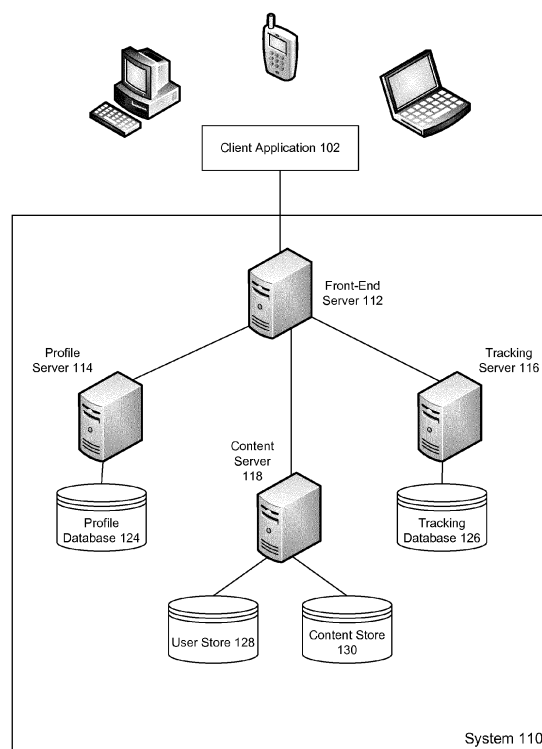 Client Application 102
Front-End
Server 112
Profile
Server 114
Tracking
Server 116
Content
Server
118
Profile
Database 124
Tracking
Database 126
User Store 128
Content Store
130
System 110